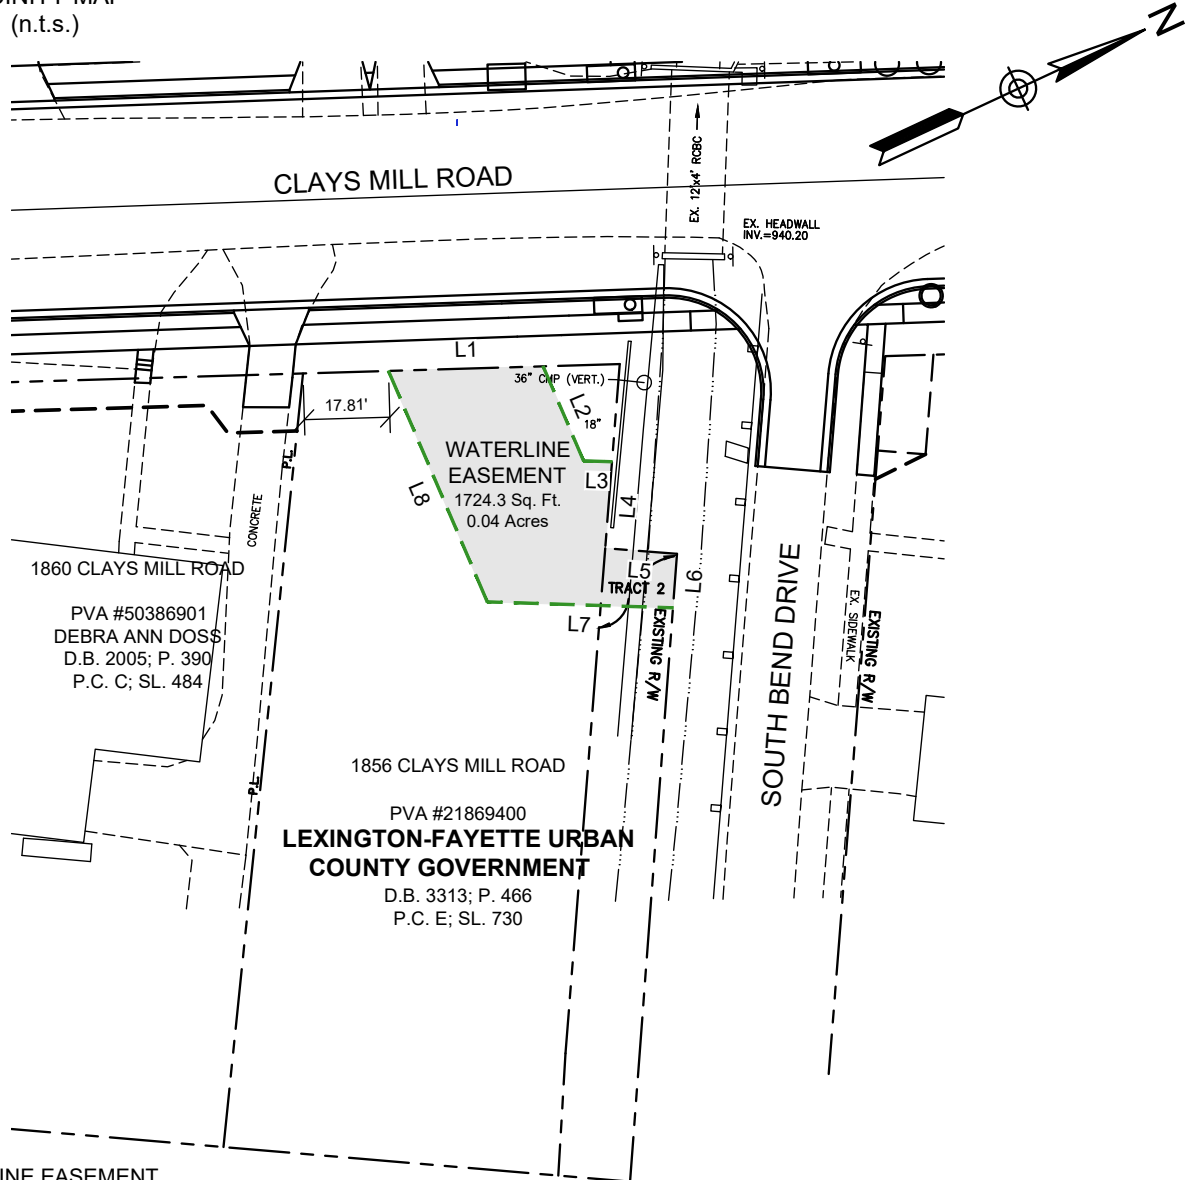 (n.t.s.)
N
CLAYS MILL ROAD
EX. 12'x4' RCBC
EX. HEADWALL
INV.=940.20
L1
36" CMP (VERT.)
L2
18"
17.81'
WATERLINE
EASEMENT
1724.3 Sq. Ft.
0.04 Acres
L3
L8
L4
P.L.
CONCRETE
L5
TRACT 2
L6
L7
EXISTING R/W
SOUTH BEND DRIVE
EX. SIDEWALK
EXISTING R/W
1860 CLAYS MILL ROAD
PVA #50386901
DEBRA ANN DOSS
D.B. 2005; P. 390
P.C. C; SL. 484
P.L.
1856 CLAYS MILL ROAD
PVA #21869400
LEXINGTON-FAYETTE URBAN
COUNTY GOVERNMENT
D.B. 3313; P. 466
P.C. E; SL. 730
EASEMENT